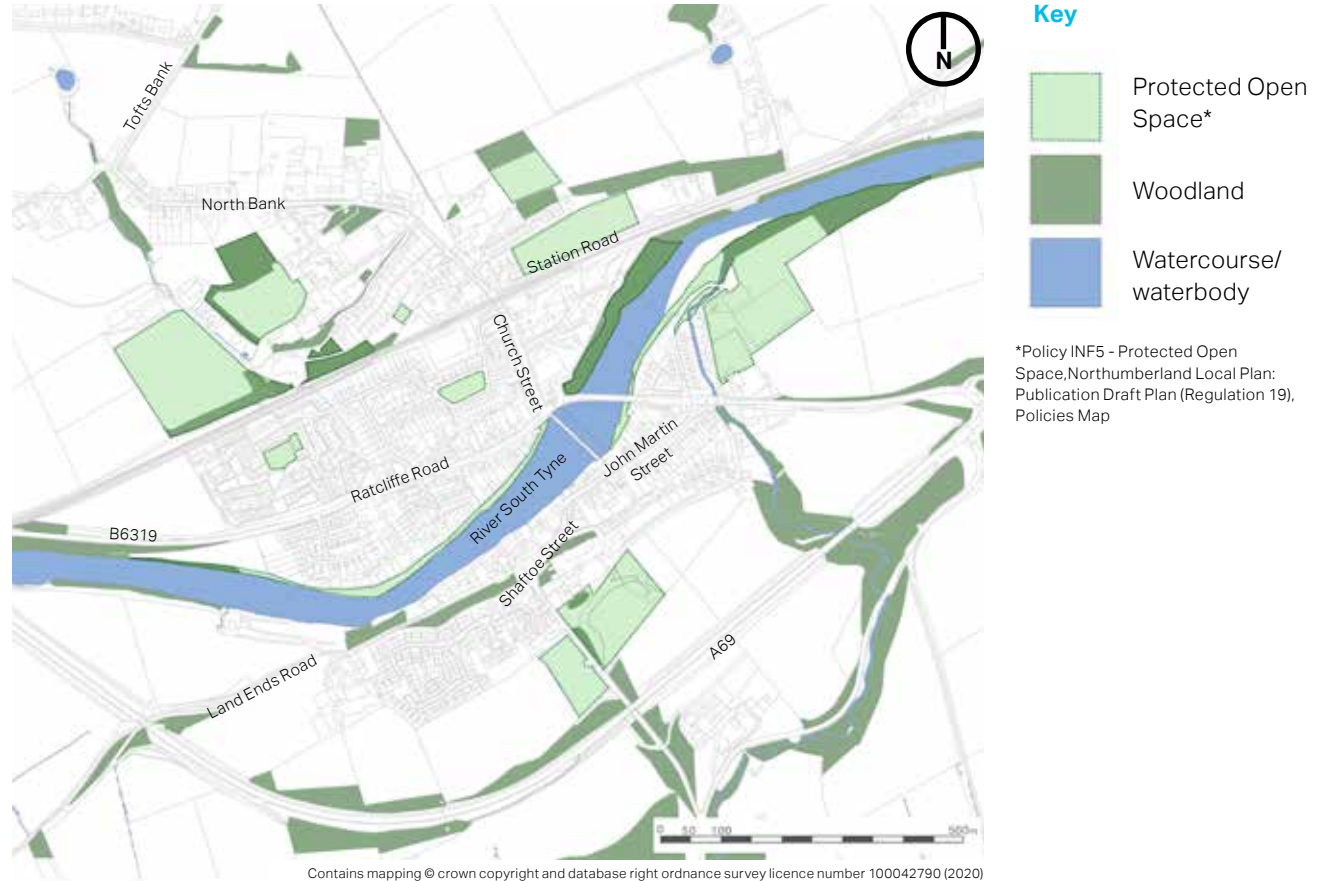 Key
Protected Open
Space*
Woodland
Watercourse/
waterbody
*Policy INF5 - Protected Open
Space,Northumberland Local Plan:
Publication Draft Plan (Regulation 19),
Policies Map
N
Tofts Bank
North Bank
Station Road
Church Street
Ratcliffe Road
B6319
River South Tyne
John Martin
Street
Shaftoe Street
A69
Land Ends Road
0 50 100 500m
Contains mapping © crown copyright and database right ordnance survey licence number 100042790 (2020)